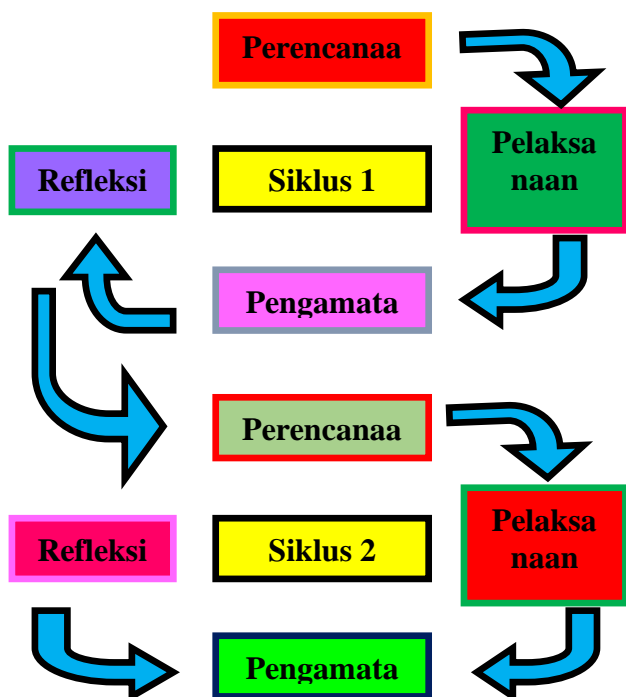 Perencanaa
Pelaksa
naan
Refleksi
Siklus 1
Pengamata
Perencanaa
Pelaksa
naan
Refleksi
Siklus 2
Pengamata